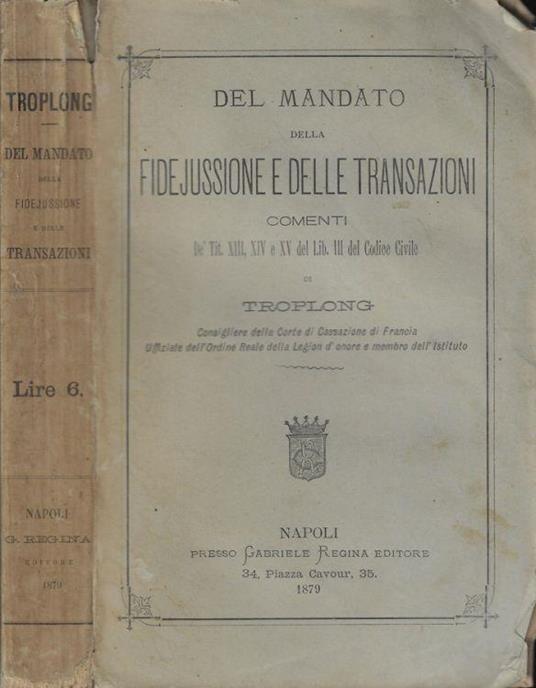 TROPLONG
DEL MANDATO
DELLA
FIDEJUSSIONE
E DELLE
TRANSAZIONI
Lire 6.
NAPOLI
G. REGINA
EDITORE
1879
DEL MANDATO
DELLA
FIDEJUSSIONE E DELLE TRANSAZIONI
COMENTI
De' Tit. XIII, XIV e XV del Lib. III del Codice Civile
DI
TROPLONG
Consigliere della Corte di Cassazione di Francia
Uffiziale dell'Ordine Reale della Legion d'onore e membro dell'Istituto
NAPOLI
PRESSO GABRIELE REGINA EDITORE
34, Piazza Cavour, 35.
1879